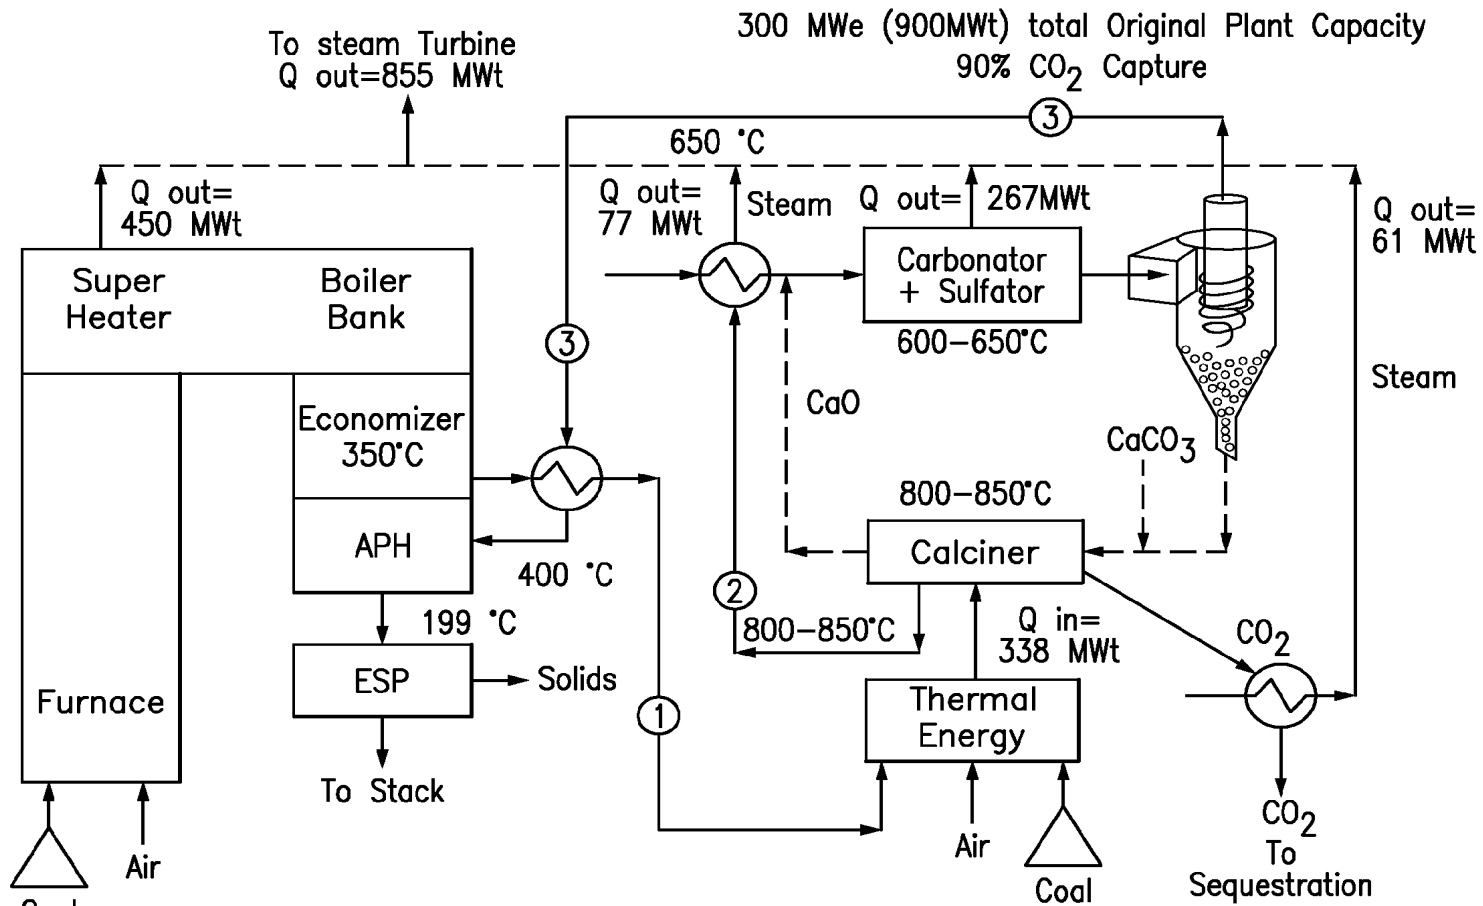 300 MWe (900MWt) total Original Plant Capacity
90% CO2 Capture
To steam Turbine
Q out=855 MWt
3
650 °C
Q out=
450 MWt
Q out=
77 MWt
Steam
Q out= 267MWt
Q out=
61 MWt
Super
Heater
Boiler
Bank
Carbonator
+ Sulfator
600–650°C
3
Steam
CaO
Economizer
350°C
CaCO3
800–850°C
APH
400 °C
Calciner
2
800–850°C
199 °C
Q in=
338 MWt
CO2
ESP
Solids
Furnace
1
Thermal
Energy
To Stack
Air
Air
Coal
CO2
To
Sequestration